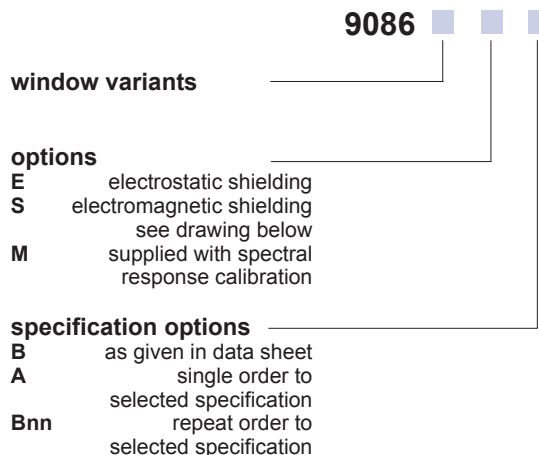 9086
window variants
options
E electrostatic shielding
S electromagnetic shielding
see drawing below
M supplied with spectral
response calibration
specification options
B as given in data sheet
A single order to
selected specification
Bnn repeat order to
selected specification